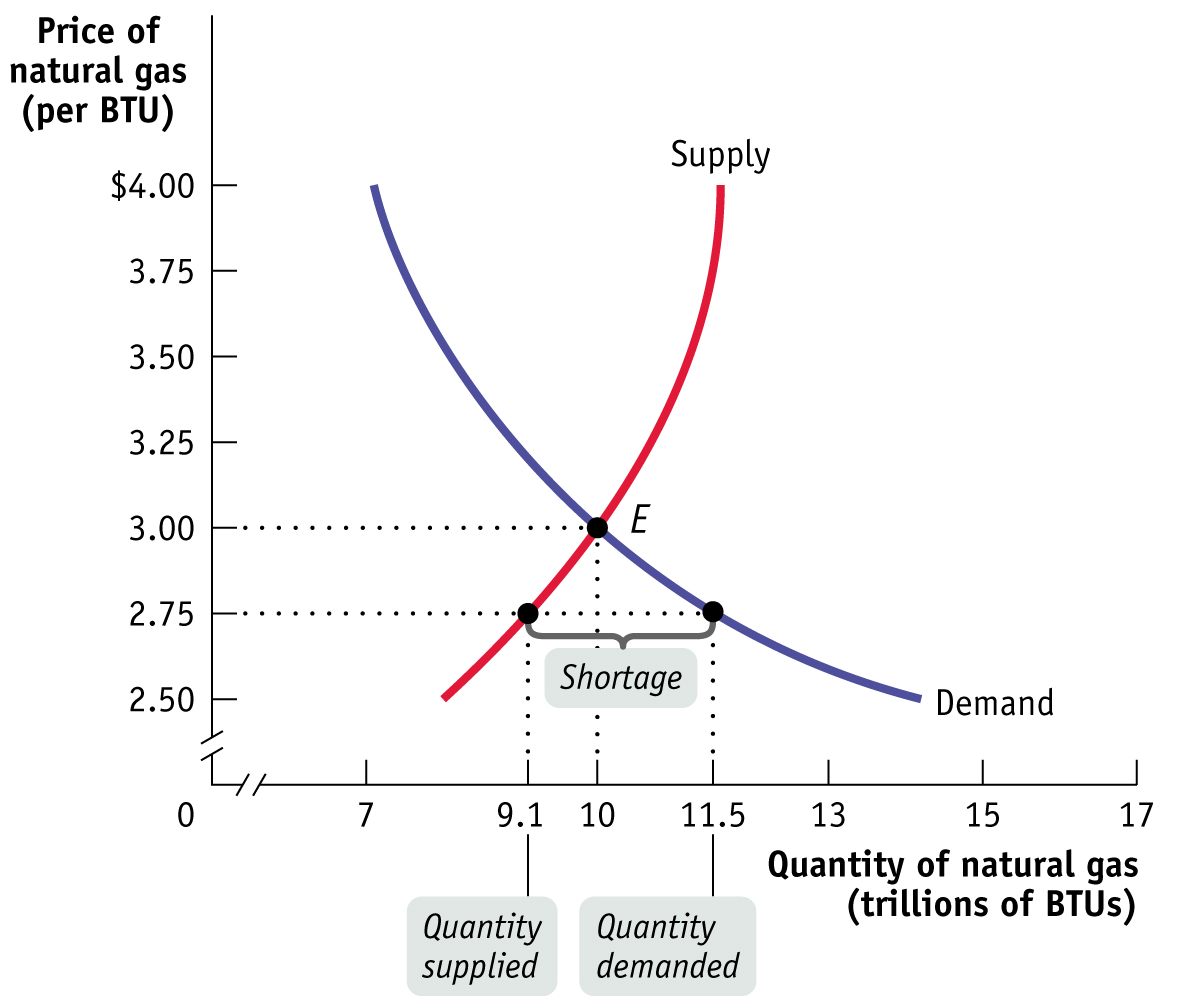 Price of
natural gas
(per BTU)
Supply
$4.00
3.75
3.50
3.25
3.00
E
2.75
Shortage
2.50
Demand
0
7
9.1
10
11.5
13
15
17
Quantity of natural gas
(trillions of BTUs)
Quantity
supplied
Quantity
demanded